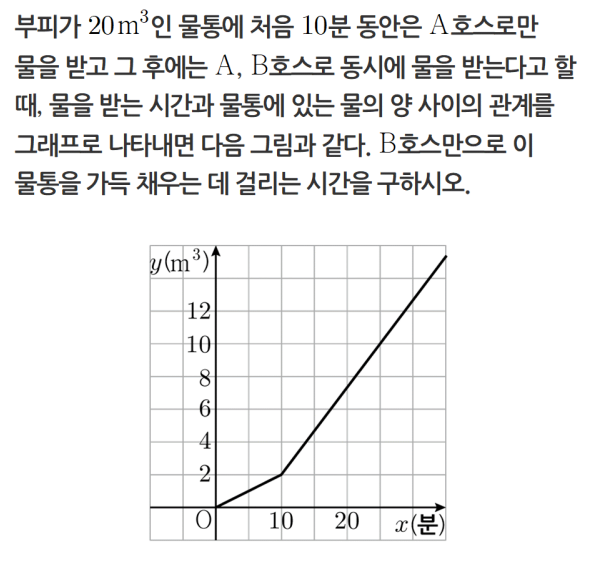 부피가 20m³인 물통에 처음 10분 동안은 A호스로만
물을 받고 그 후에는 A, B호스로 동시에 물을 받는다고 할
때, 물을 받는 시간과 물통에 있는 물의 양 사이의 관계를
그래프로 나타내면 다음 그림과 같다. B호스만으로 이
물통을 가득 채우는 데 걸리는 시간을 구하시오.
y(m³)
12
10
8
6
4
2
O 10 20 x(분)